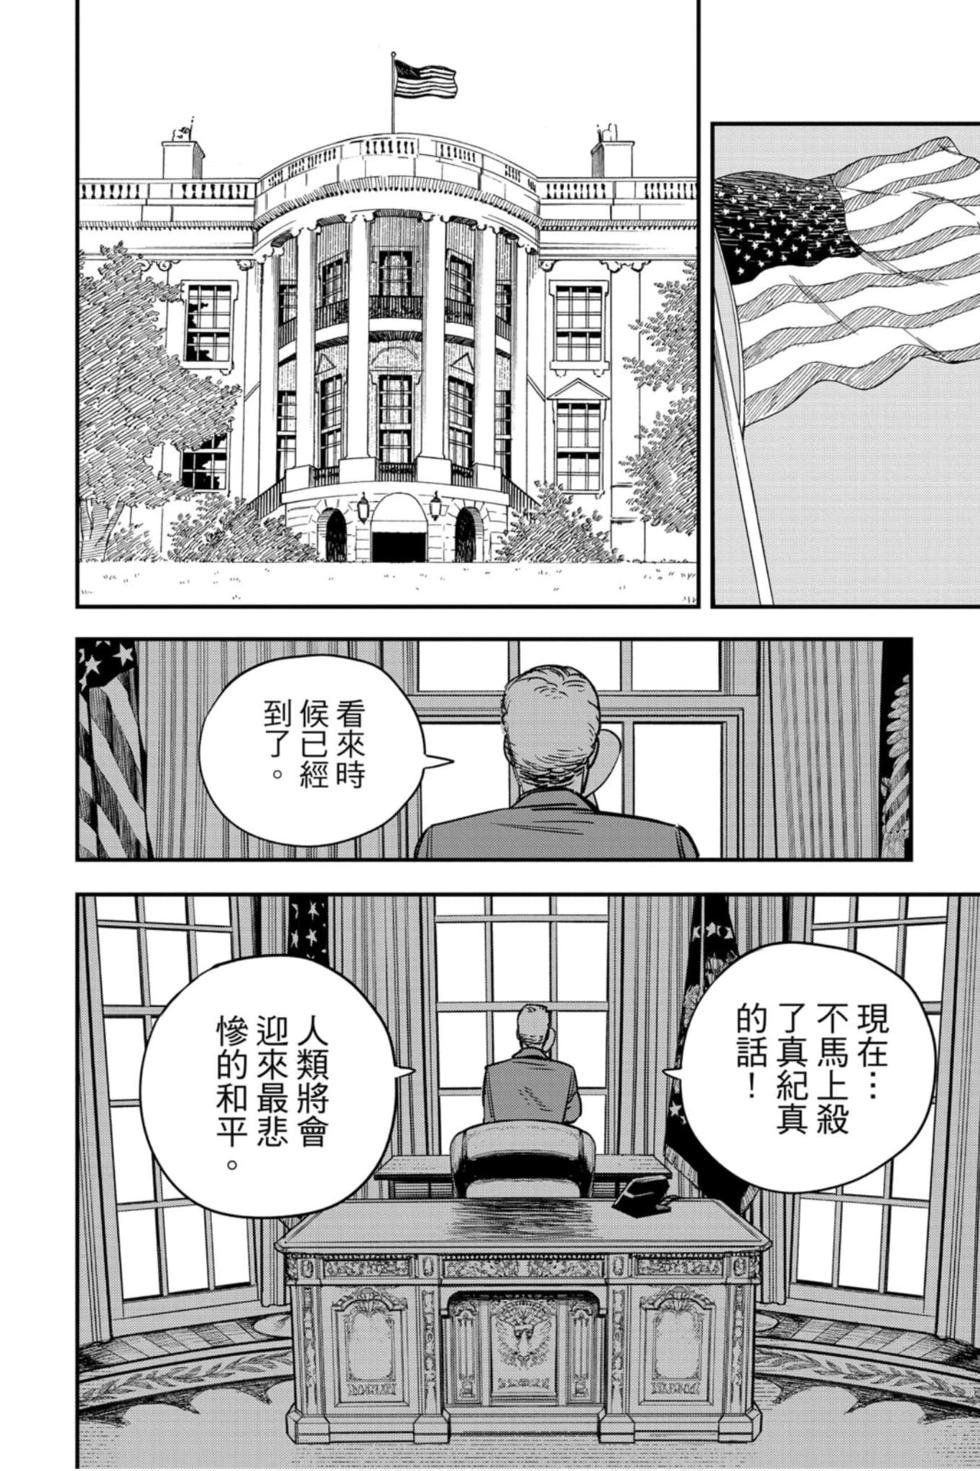 看來時
候已經
到了。
現在⋯
不馬上殺
了真紀真
的話！
人類將會
迎來最悲
慘的和平。